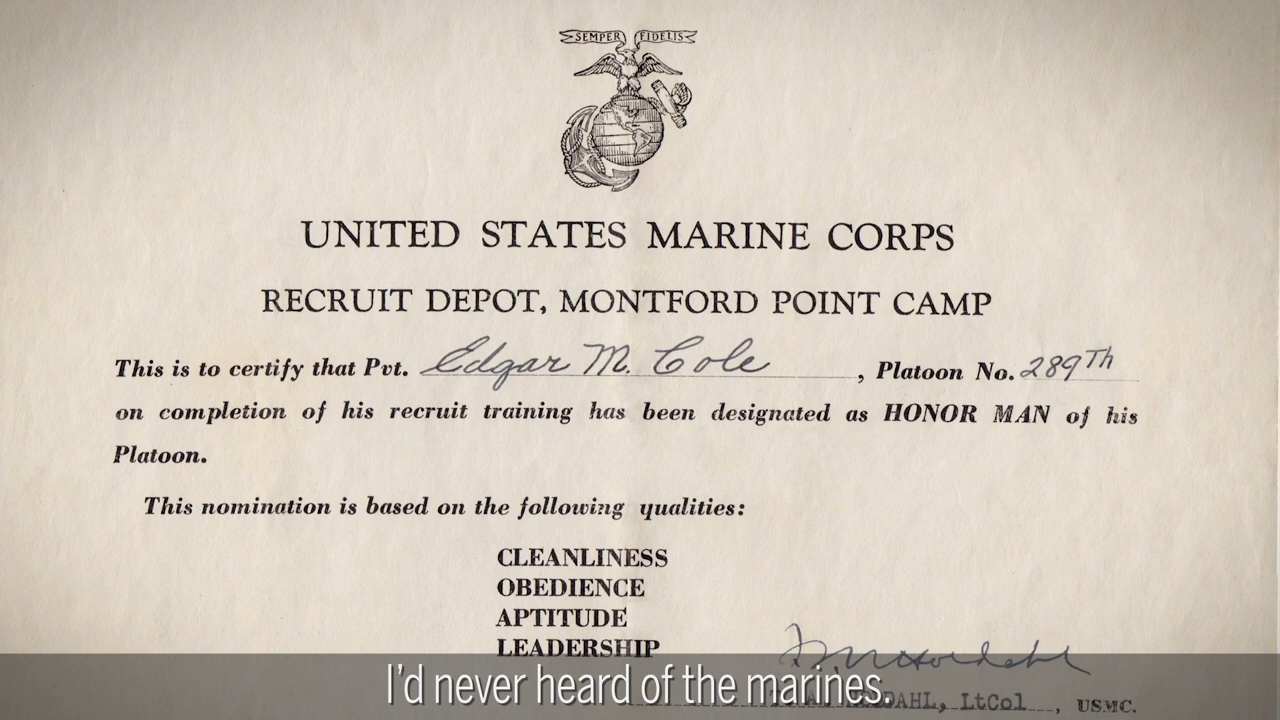 SEMPER FIDELIS
UNITED STATES MARINE CORPS
RECRUIT DEPOT, MONTFORD POINT CAMP
This is to certify that Pvt. Edgar M. Cole, Platoon No. 289Th
on completion of his recruit training has been designated as HONOR MAN of his
Platoon.
This nomination is based on the following qualities:
CLEANLINESS
OBEDIENCE
APTITUDE
LEADERSHIP
LtCol, USMC.
I'd never heard of the marines.